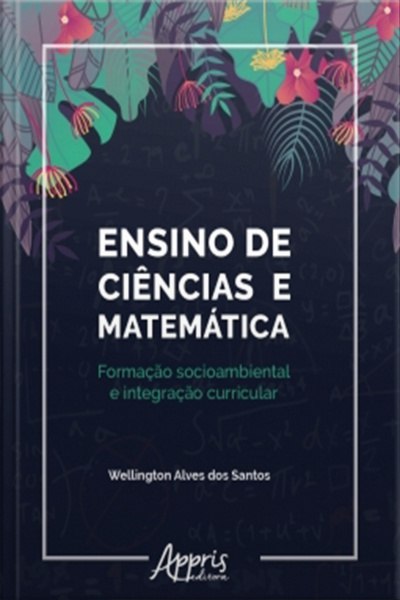 ENSINO DE
CIÊNCIAS E
MATEMÁTICA
Formação socioambiental
e integração curricular
Wellington Alves dos Santos
Appris
editora